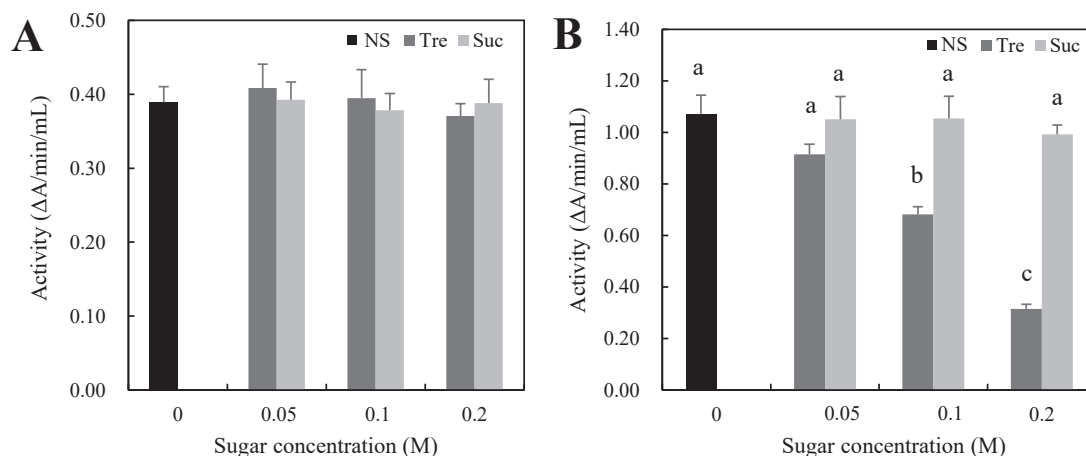 A
NS Tre Suc
0.50
0.40
0.30
0.20
0.10
0.00
Activity (ΔA/min/mL)
0 0.05 0.1 0.2
Sugar concentration (M)
B
NS Tre Suc
1.40
1.20
1.00
0.80
0.60
0.40
0.20
0.00
Activity (ΔA/min/mL)
a a a a
a
b
c
0 0.05 0.1 0.2
Sugar concentration (M)